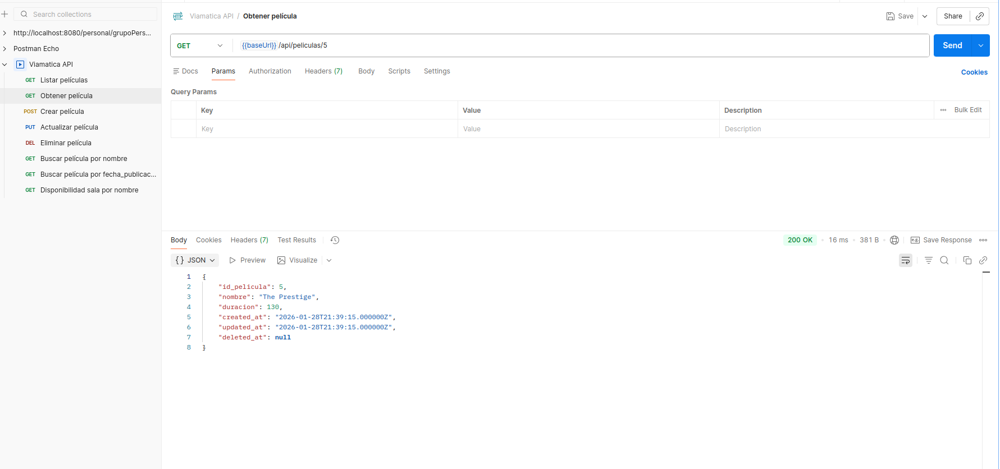 Search collections
http://localhost:8080/personal/grupoPers...
Postman Echo
Viamatica API
GET Listar películas
GET Obtener película
POST Crear película
PUT Actualizar película
DEL Eliminar película
GET Buscar película por nombre
GET Buscar película por fecha_publicac...
GET Disponibilidad sala por nombre
HTTP Viamatica API / Obtener película
Save
Share
GET {{baseUrl}} /api/peliculas/5
Send
Docs Params Authorization Headers (7) Body Scripts Settings
Cookies
Query Params
Key Value Description Bulk Edit
Key Value Description
Body Cookies Headers (7) Test Results
200 OK • 16 ms • 381 B • e.g. Save Response
{} JSON Preview Visualize
1 {
2 "id_pelicula": 5,
3 "nombre": "The Prestige",
4 "duracion": 130,
5 "created_at": "2026-01-28T21:39:15.000000Z",
6 "updated_at": "2026-01-28T21:39:15.000000Z",
7 "deleted_at": null
8 }